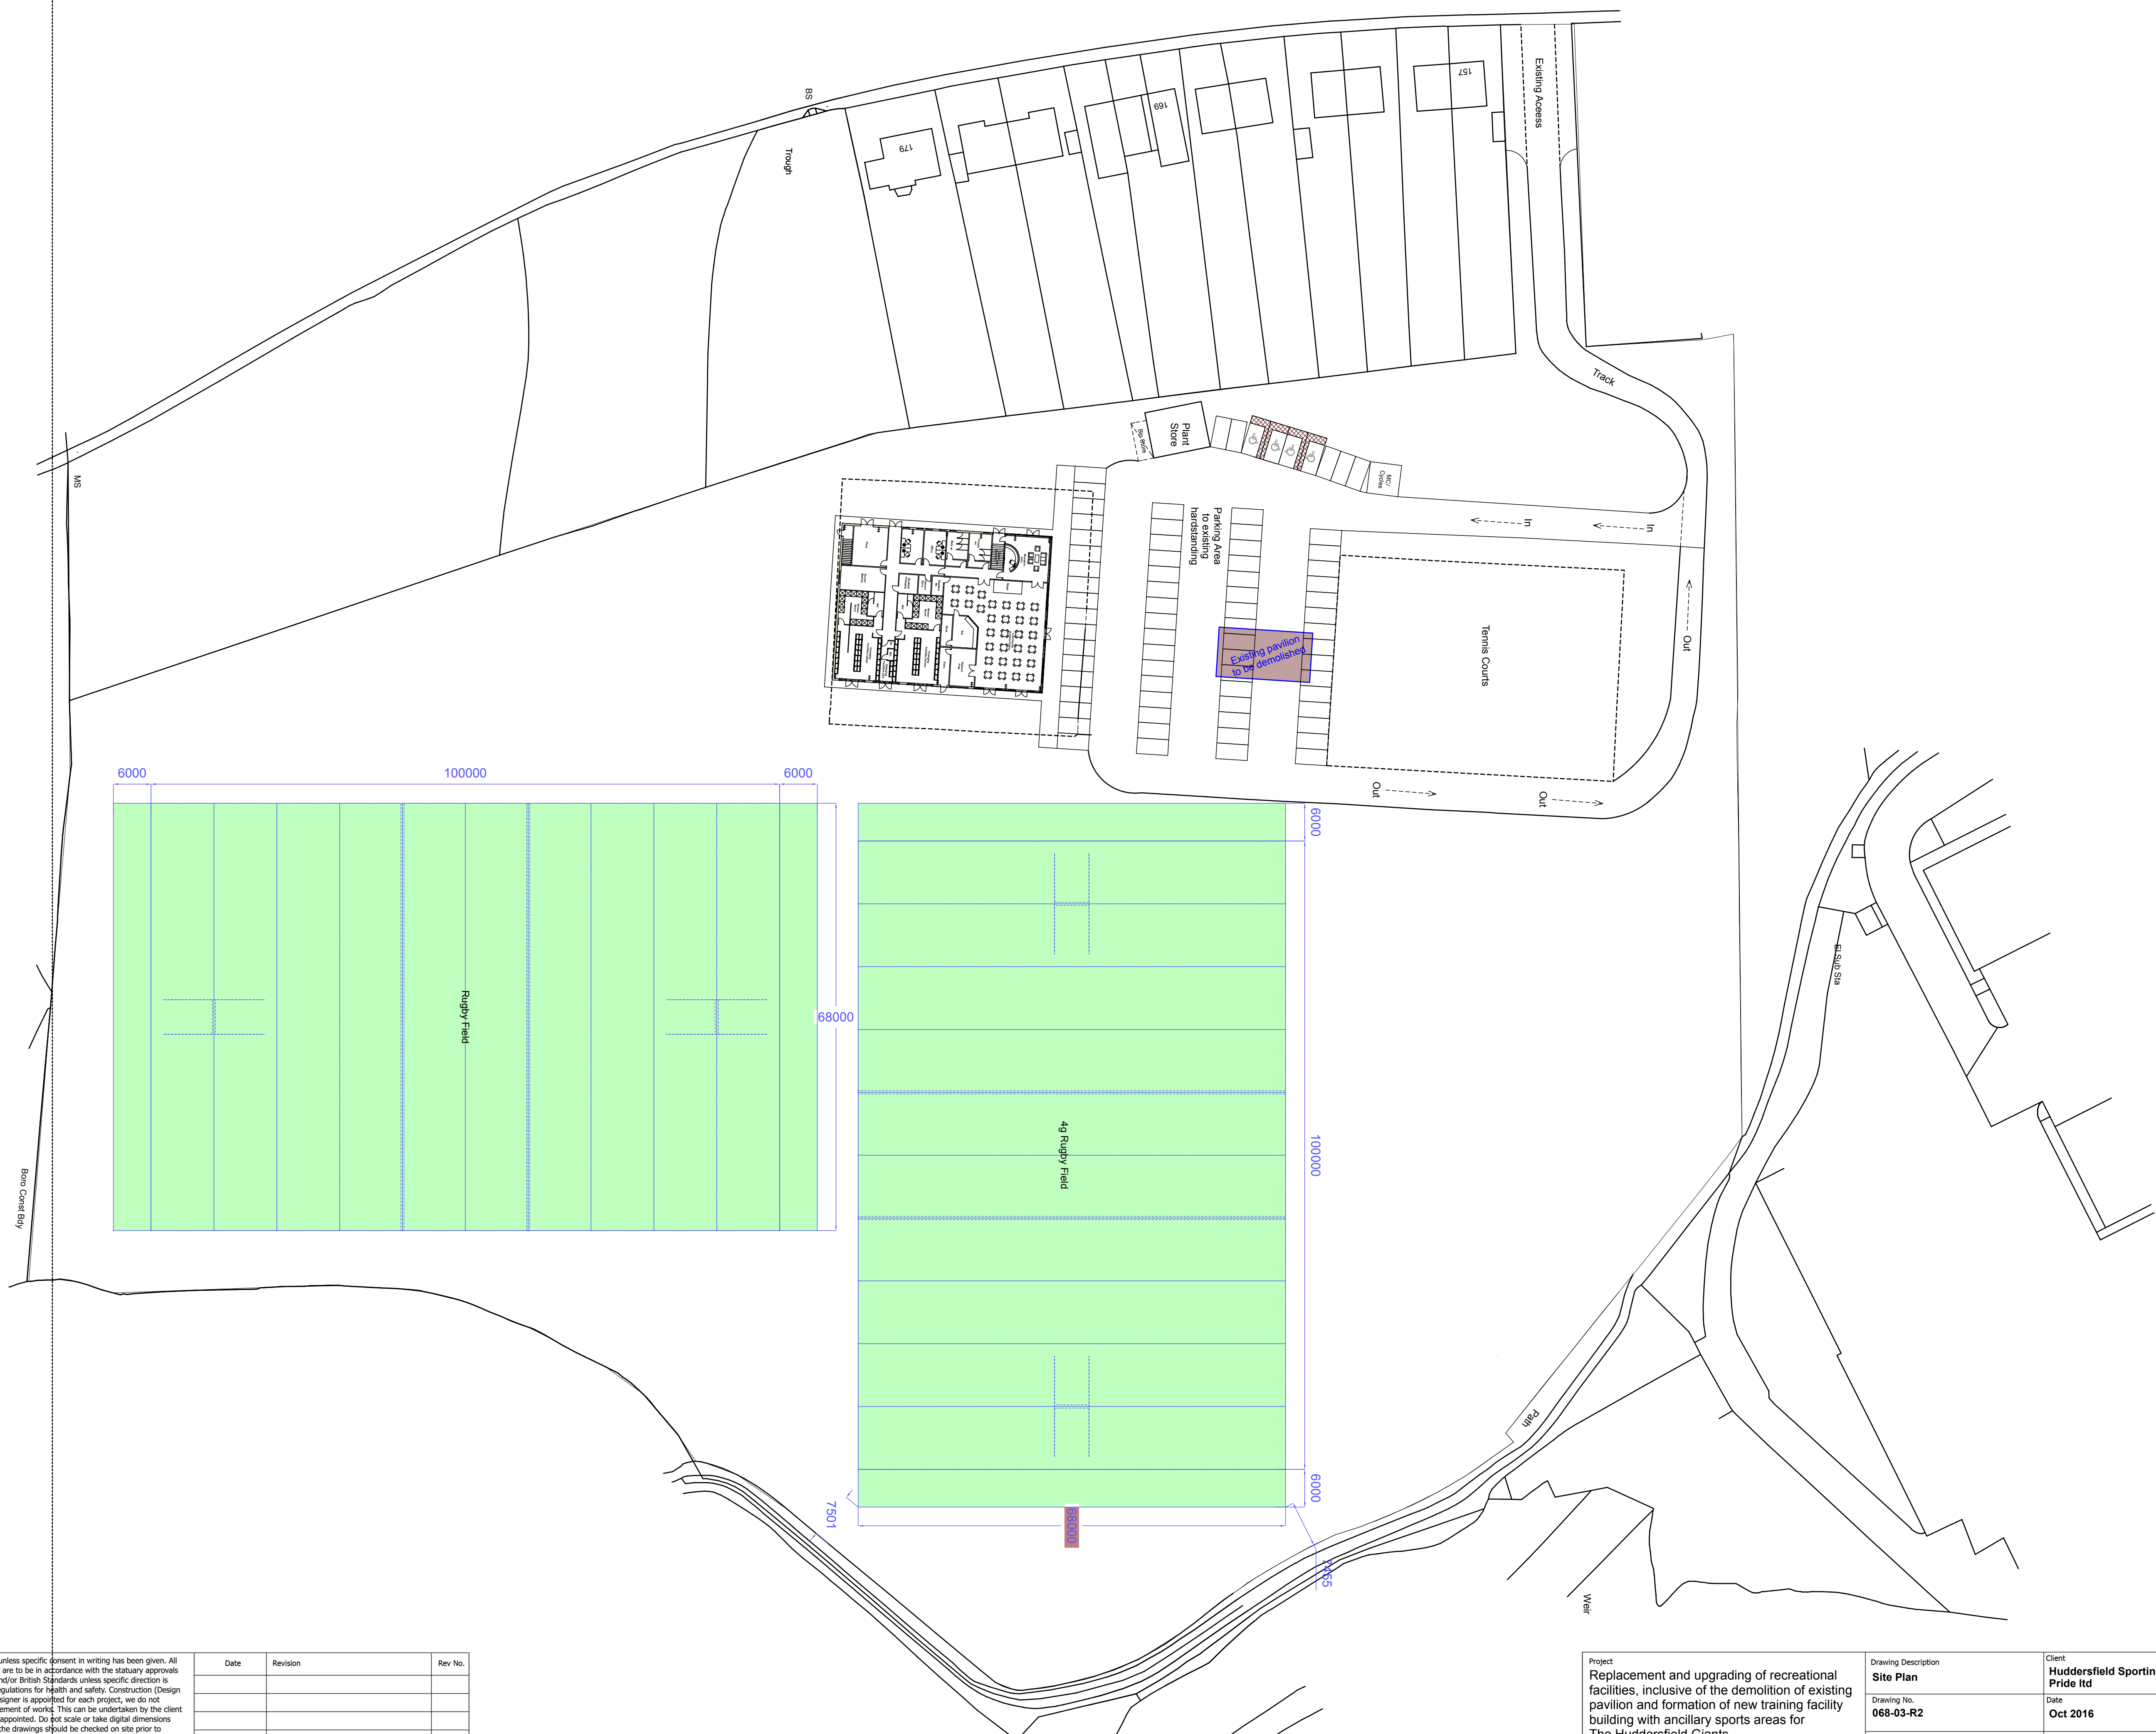 Existing Aceess
157
169
179
BS
Trough
Track
Plant
Store
Bin Store
MC/
Cycles
MS
In
In
Out
Parking Area
to existing
hardstanding
Existing pavilion
to be demolished
Tennis Courts
Out
Out
6000
100000
6000
68000
Rugby Field
6000
100000
6000
4g Rugby Field
68000
7501
El Sub Sta
Boro Const Bdy
Path
Weir
unless specific consent in writing has been given. All
are to be in accordance with the statuary approvals
nd/or British Standards unless specific direction is
egulations for health and safety. Construction (Design
signer is appointed for each project, we do not
ement of works. This can be undertaken by the client
appointed. Do not scale or take digital dimensions
the drawings should be checked on site prior to
Date
Revision
Rev No.
Project
Replacement and upgrading of recreational
facilities, inclusive of the demolition of existing
pavilion and formation of new training facility
building with ancillary sports areas for
The Huddersfield Giants
Drawing Description
Site Plan
Drawing No.
068-03-R2
Client
Huddersfield Sportin
Pride ltd
Date
Oct 2016